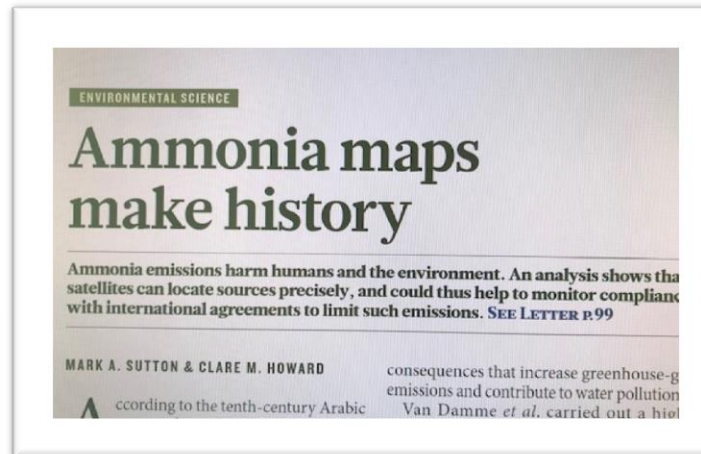 ENVIRONMENTAL SCIENCE
Ammonia maps
make history
Ammonia emissions harm humans and the environment. An analysis shows tha
satellites can locate sources precisely, and could thus help to monitor complianc
with international agreements to limit such emissions. SEE LETTER P.99
MARK A. SUTTON & CLARE M. HOWARD
According to the tenth-century Arabic
consequences that increase greenhouse-g
emissions and contribute to water pollution
Van Damme et al. carried out a hig